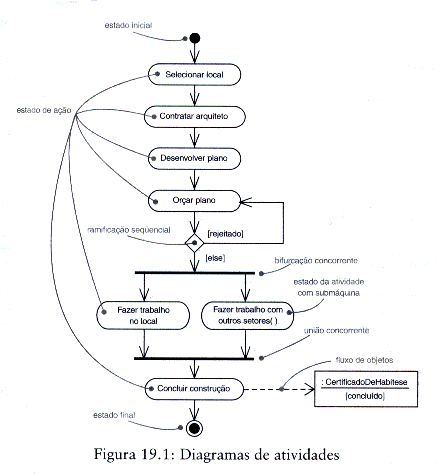 estado inicial
Selecionar local
estado de ação
Contratar arquiteto
Desenvolver plano
Orçar plano
ramificação seqüencial
[rejeitado]
[else]
bifurcação concorrente
estado da atividade
com submáquina
Fazer trabalho
no local
Fazer trabalho com
outros setores( )
união concorrente
fluxo de objetos
Concluir construção
: CertificadoDeHabitese
[concluído]
estado final
Figura 19.1: Diagramas de atividades